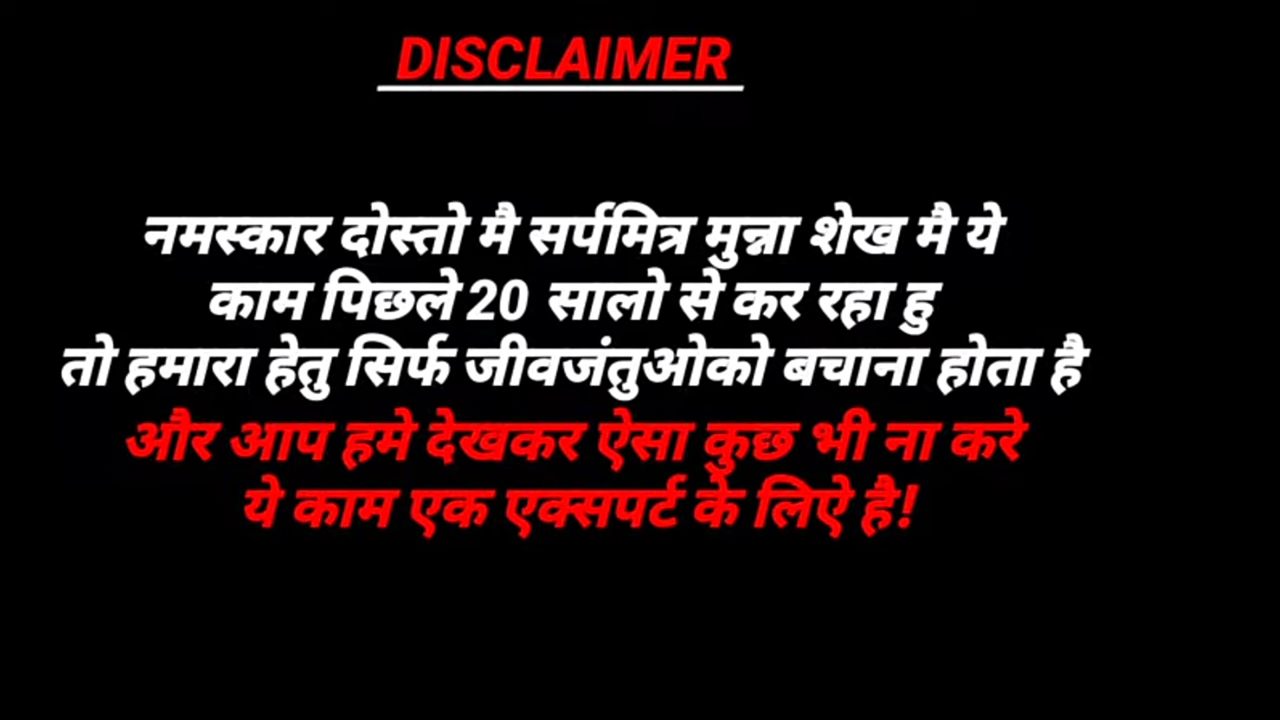 DISCLAIMER
नमस्कार दोस्तो मै सर्पमित्र मुन्ना शेख मै ये
काम पिछले 20 सालो से कर रहा हु
तो हमारा हेतु सिर्फ जीवजंतुओको बचाना होता है
और आप हमे देखकर ऐसा कुछ भी ना करे
ये काम एक एक्सपर्ट के लिऐ है!